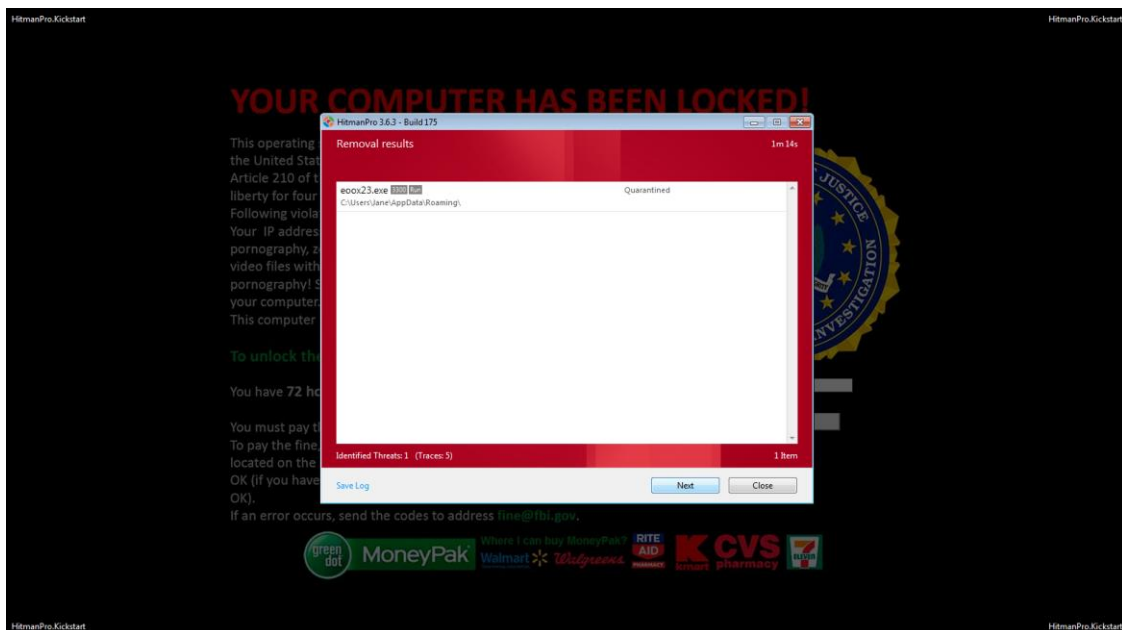 HitmanPro.Kickstart
HitmanPro.Kickstart
YOUR COMPUTER HAS BEEN LOCKED!
HitmanPro 3.6.3 - Build 175
Removal results
1m 14s
This operating
the United Stat
Article 210 of t
liberty for four
Following viola
Your IP addres
pornography, z
video files with
pornography! S
your computer.
This computer
eoox23.exe 3300 Run
Quarantined
C:\Users\Jane\AppData\Roaming\
JUSTICE
INVESTIGATION
To unlock the
You have 72 ho
You must pay t
To pay the fine,
located on the
OK (if you have
OK).
Identified Threats: 1 (Traces: 5)
1 Item
Save Log
Next
Close
If an error occurs, send the codes to address fine@fbi.gov.
green dot
MoneyPak
Where I can buy MoneyPak?
Walmart
Walgreens
RITE AID
PHARMACY
K
kmart
CVS
pharmacy
7
ELEVEN
HitmanPro.Kickstart
HitmanPro.Kickstart